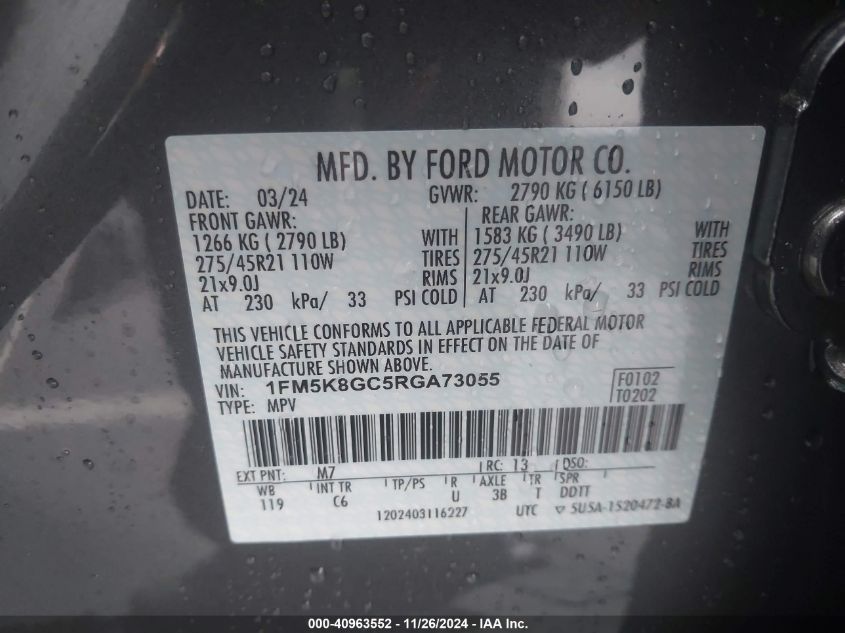 MFD. BY FORD MOTOR CO.
DATE: 03/24 GVWR: 2790 KG ( 6150 LB)
FRONT GAWR: REAR GAWR:
1266 KG ( 2790 LB) WITH 1583 KG ( 3490 LB) WITH
275/45R21 110W TIRES 275/45R21 110W TIRES
21x9.0J RIMS 21x9.0J RIMS
AT 230 kPa/ 33 PSI COLD AT 230 kPa/ 33 PSI COLD
THIS VEHICLE CONFORMS TO ALL APPLICABLE FEDERAL MOTOR
VEHICLE SAFETY STANDARDS IN EFFECT ON THE DATE OF
MANUFACTURE SHOWN ABOVE.
VIN: 1FM5K8GC5RGA73055 F0102
TYPE: MPV T0202
EXT PNT: M7 RC: 13 DSO:
WB INT TR TP/PS R AXLE TR SPR
119 C6 U 3B T DDTT
1202403116227 UTC ▽ 5U5A-1520472-BA
000-40963552 - 11/26/2024 - IAA Inc.